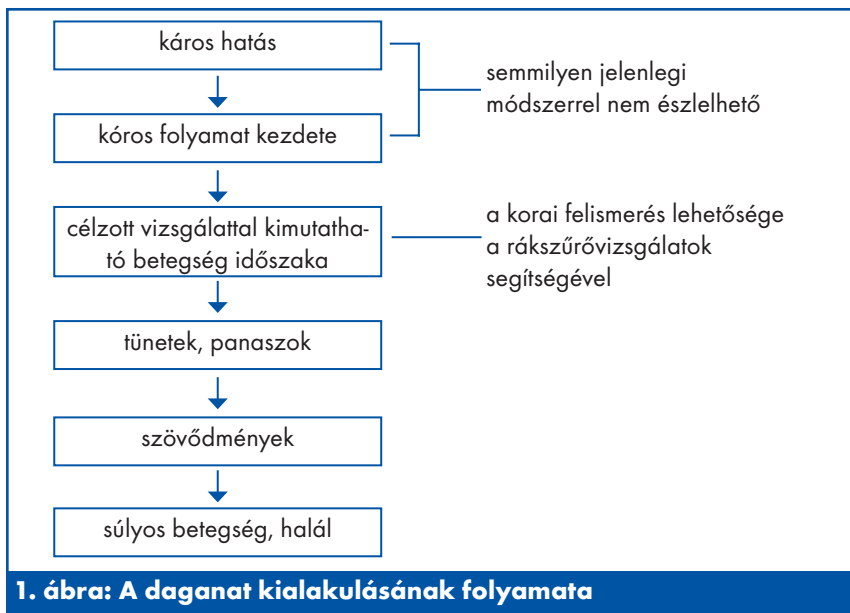 káros hatás
semmilyen jelenlegi
módszerrel nem észlelhető
kóros folyamat kezdete
célzott vizsgálattal kimutatha-
tó betegség időszaka
a korai felismerés lehetősége
a rákszűrővizsgálatok
segítségével
tünetek, panaszok
szövődmények
súlyos betegség, halál
1. ábra: A daganat kialakulásának folyamata